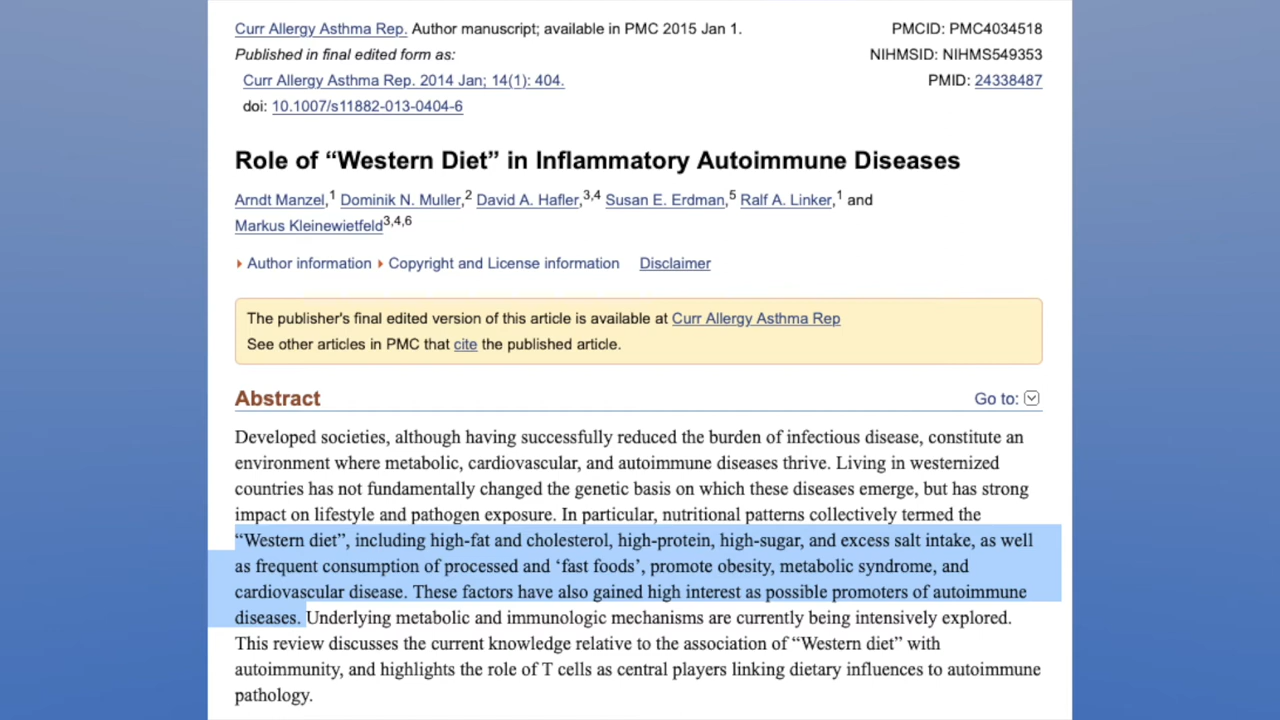 Curr Allergy Asthma Rep. Author manuscript; available in PMC 2015 Jan 1.
Published in final edited form as:
Curr Allergy Asthma Rep. 2014 Jan; 14(1): 404.
doi: 10.1007/s11882-013-0404-6
PMCID: PMC4034518
NIHMSID: NIHMS549353
PMID: 24338487
Role of “Western Diet” in Inflammatory Autoimmune Diseases
Arndt Manzel,1 Dominik N. Muller,2 David A. Hafler,3,4 Susan E. Erdman,5 Ralf A. Linker,1 and
Markus Kleinewietfeld3,4,6
Author information Copyright and License information Disclaimer
The publisher's final edited version of this article is available at Curr Allergy Asthma Rep
See other articles in PMC that cite the published article.
Abstract Go to:
Developed societies, although having successfully reduced the burden of infectious disease, constitute an
environment where metabolic, cardiovascular, and autoimmune diseases thrive. Living in westernized
countries has not fundamentally changed the genetic basis on which these diseases emerge, but has strong
impact on lifestyle and pathogen exposure. In particular, nutritional patterns collectively termed the
“Western diet”, including high-fat and cholesterol, high-protein, high-sugar, and excess salt intake, as well
as frequent consumption of processed and ‘fast foods’, promote obesity, metabolic syndrome, and
cardiovascular disease. These factors have also gained high interest as possible promoters of autoimmune
diseases. Underlying metabolic and immunologic mechanisms are currently being intensively explored.
This review discusses the current knowledge relative to the association of “Western diet” with
autoimmunity, and highlights the role of T cells as central players linking dietary influences to autoimmune
pathology.